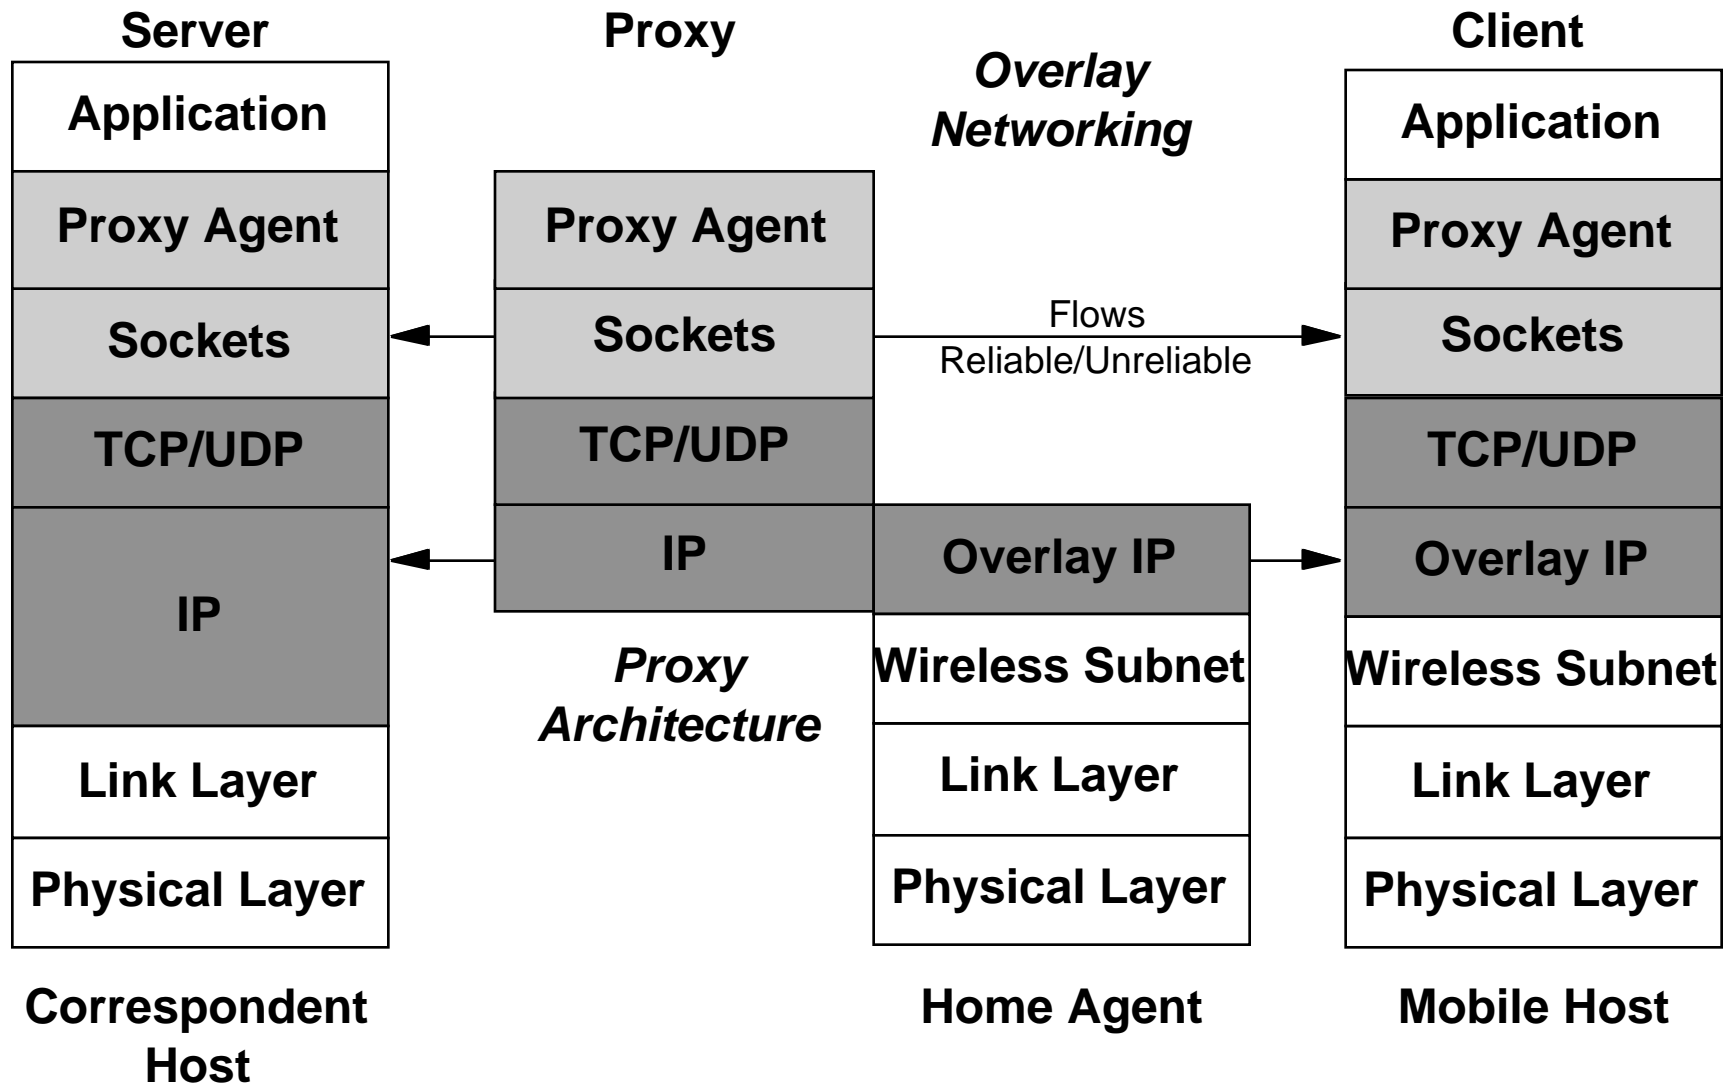 Server
Proxy
Client
Overlay
Networking
Application
Proxy Agent
Sockets
TCP/UDP
IP
Link Layer
Physical Layer
Correspondent
Host
Proxy Agent
Sockets
TCP/UDP
IP
Proxy
Architecture
Flows
Reliable/Unreliable
Overlay IP
Wireless Subnet
Link Layer
Physical Layer
Home Agent
Application
Proxy Agent
Sockets
TCP/UDP
Overlay IP
Wireless Subnet
Link Layer
Physical Layer
Mobile Host